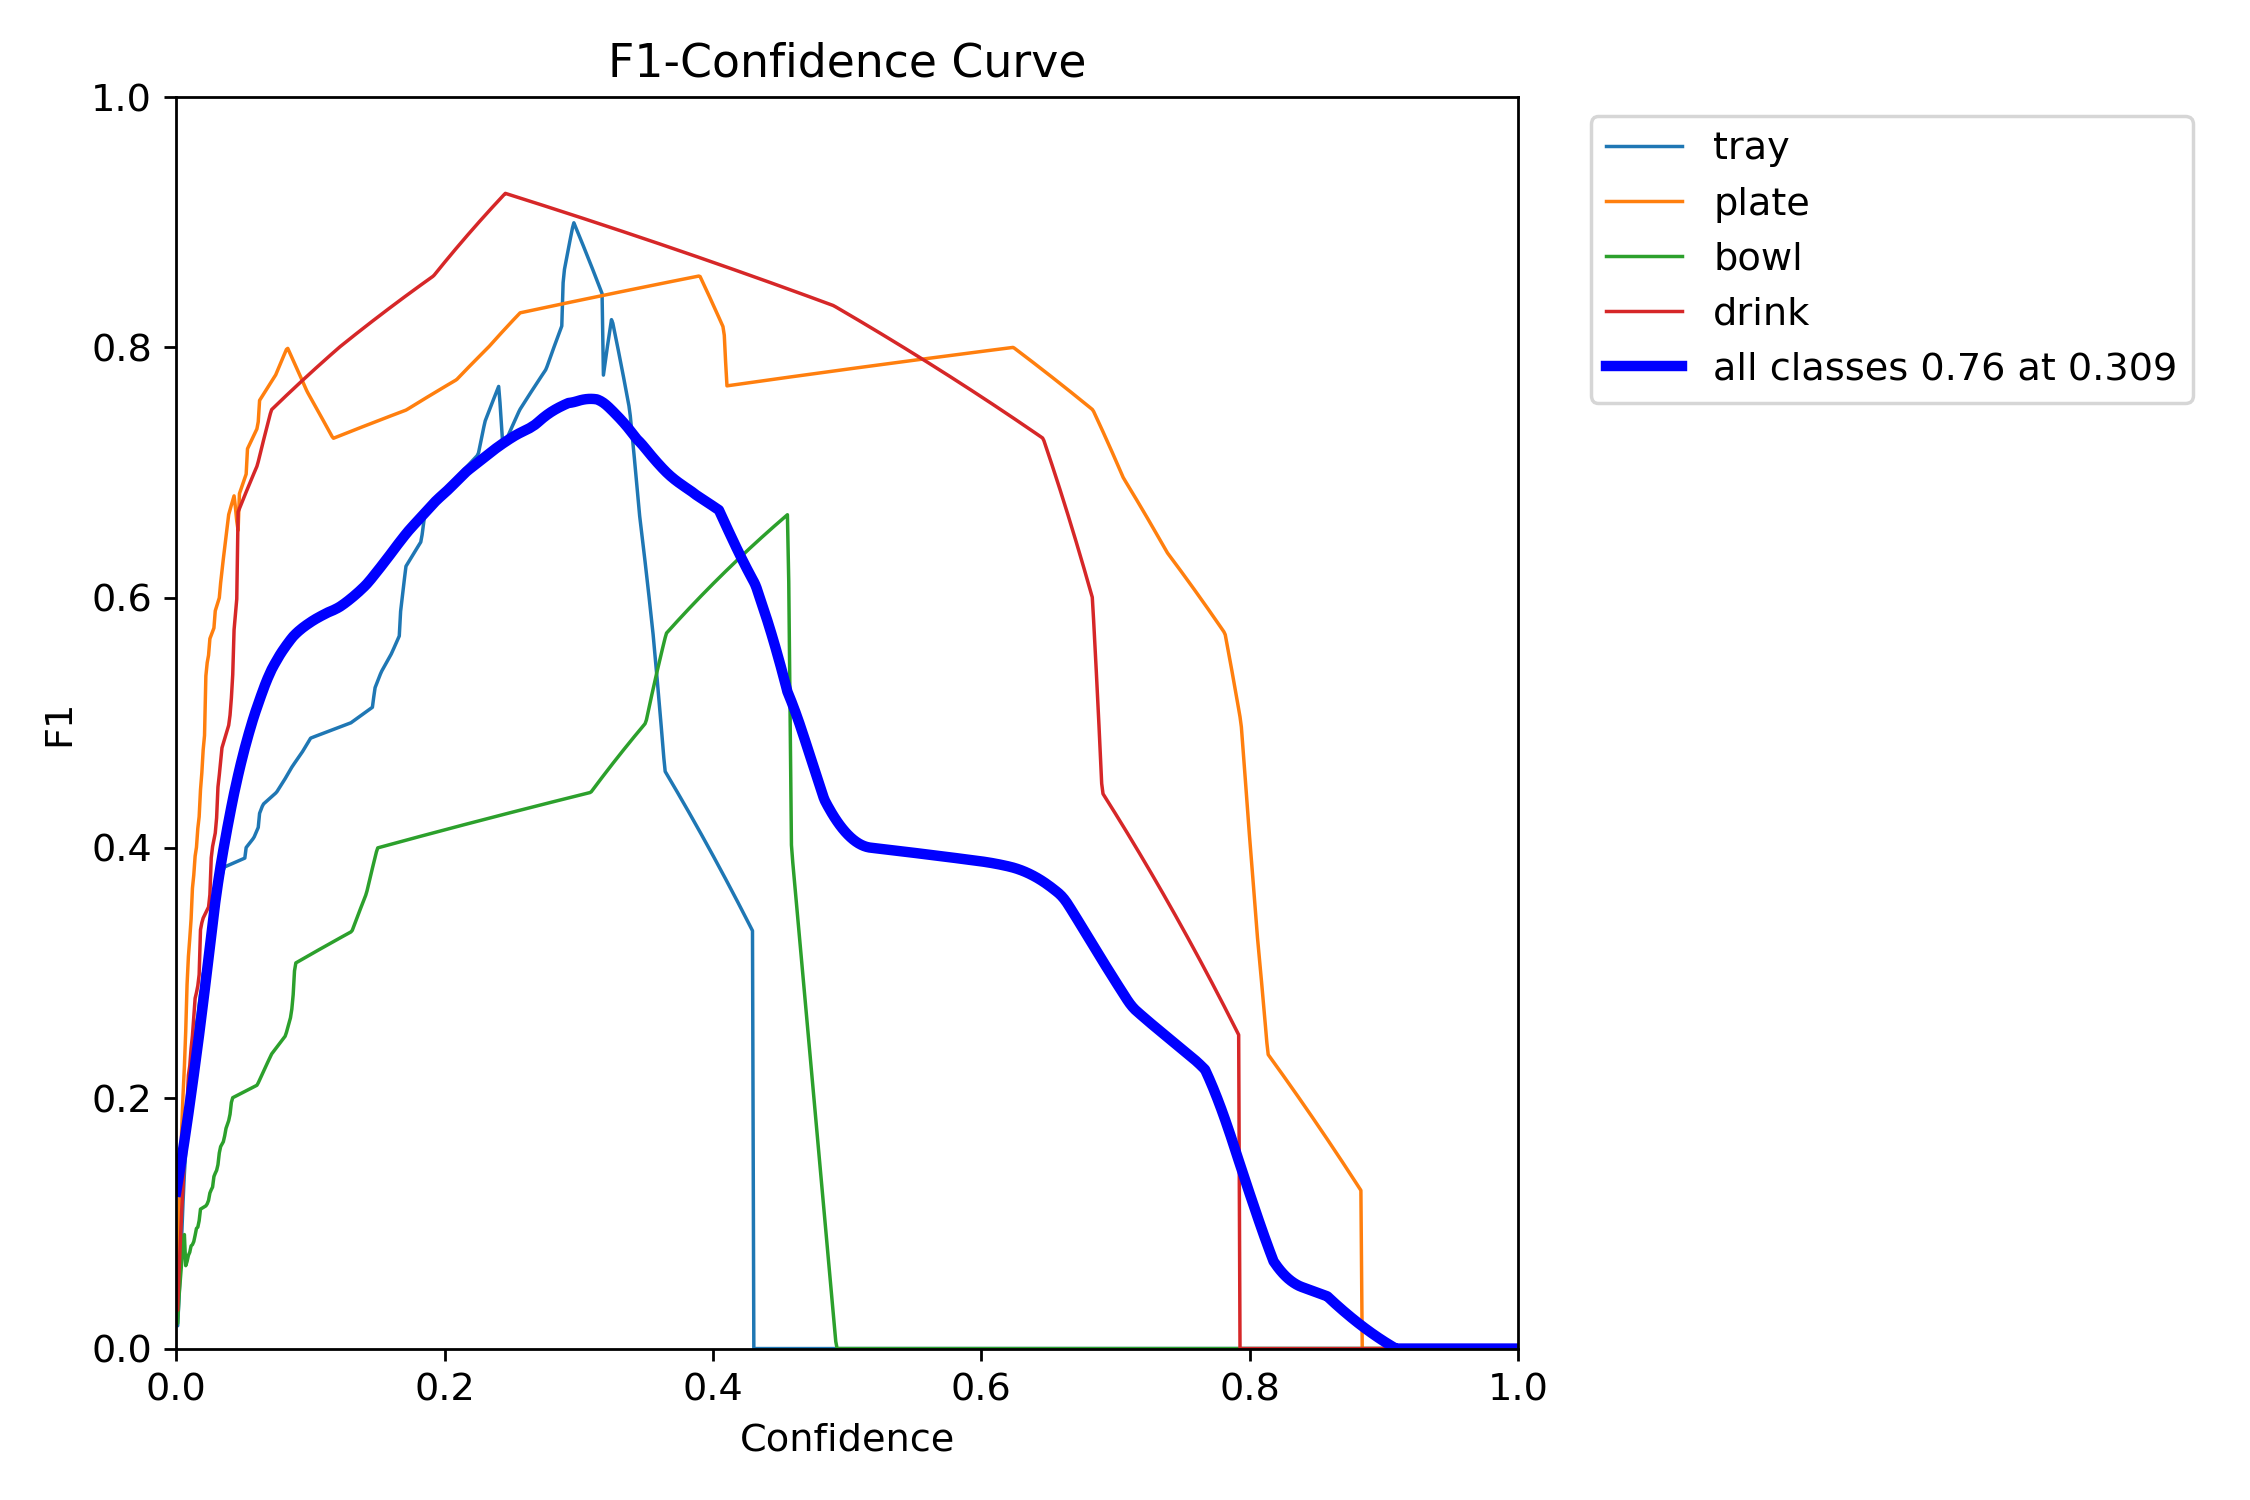 F1-Confidence Curve
1.0
0.8
0.6
0.4
0.2
0.0
F1
0.0 0.2 0.4 0.6 0.8 1.0
Confidence
tray
plate
bowl
drink
all classes 0.76 at 0.309